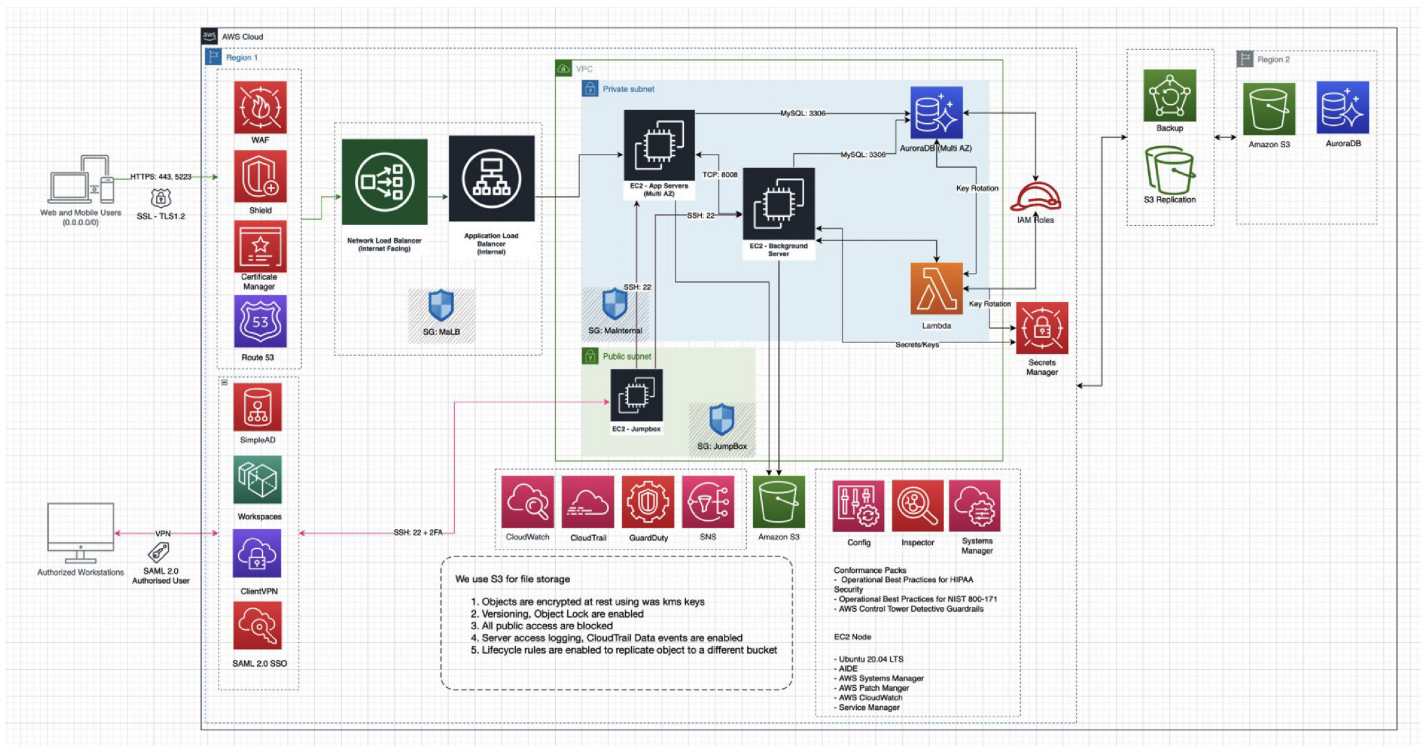 aws
AWS Cloud
Region 1
WAF
Shield
Certificate
Manager
53
Route 53
Web and Mobile Users
(0.0.0.0/0)
HTTPS: 443, 5223
SSL - TLS1.2
Network Load Balancer
(Internet Facing)
Application Load
Balancer
(Internal)
SG: MaLB
VPC
Private subnet
EC2 - App Servers
(Multi AZ)
MySQL: 3306
AuroraDB (Multi AZ)
MySQL: 3306
TCP: 8008
SSH: 22
EC2 - Background
Server
Key Rotation
IAM Roles
SSH: 22
SG: MaInternal
Lambda
Key Rotation
Secrets/Keys
Secrets
Manager
Public subnet
EC2 - Jumpbox
SG: JumpBox
Backup
S3 Replication
Region 2
Amazon S3
AuroraDB
SimpleAD
Workspaces
ClientVPN
SAML 2.0 SSO
Authorized Workstations
VPN
SAML 2.0
Authorised User
SSH: 22 + 2FA
CloudWatch
CloudTrail
GuardDuty
SNS
Amazon S3
Config
Inspector
Systems
Manager
We use S3 for file storage
1. Objects are encrypted at rest using was kms keys
2. Versioning, Object Lock are enabled
3. All public access are blocked
4. Server access logging, CloudTrail Data events are enabled
5. Lifecycle rules are enabled to replicate object to a different bucket
Conformance Packs
- Operational Best Practices for HIPAA
Security
- Operational Best Practices for NIST 800-171
- AWS Control Tower Detective Guardrails
EC2 Node
- Ubuntu 20.04 LTS
- AIDE
- AWS Systems Manager
- AWS Patch Manger
- AWS CloudWatch
- Service Manager